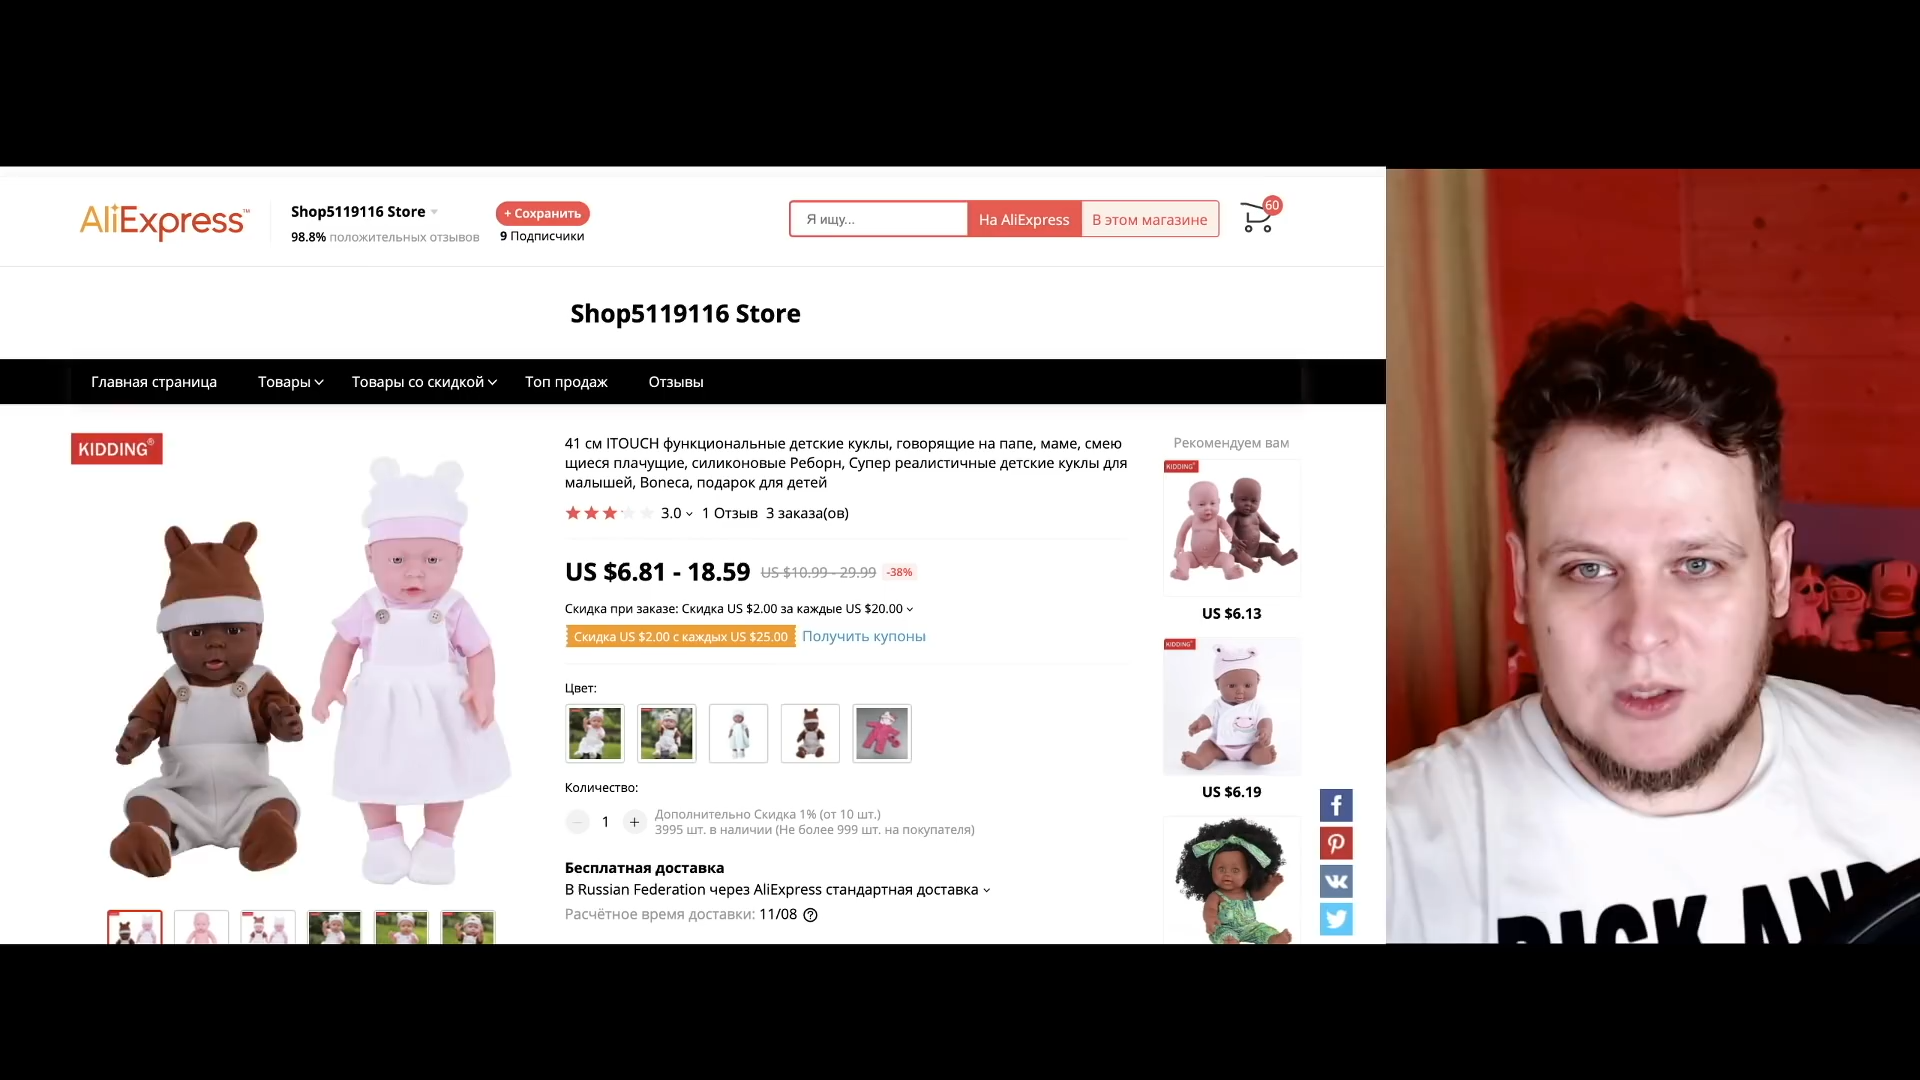 AliExpress™
Shop5119116 Store
98.8% положительных отзывов
+ Сохранить
9 Подписчики
Я ищу...
На AliExpress
В этом магазине
60
Shop5119116 Store
Главная страница
Товары
Товары со скидкой
Топ продаж
Отзывы
KIDDING®
41 см ITOUCH функциональные детские куклы, говорящие на папе, маме, смею
щиеся плачущие, силиконовые Реборн, Супер реалистичные детские куклы для
малышей, Boneca, подарок для детей
3.0 1 Отзыв 3 заказа(ов)
US $6.81 - 18.59 US $10.99 - 29.99 -38%
Скидка при заказе: Скидка US $2.00 за каждые US $20.00
Скидка US $2.00 с каждых US $25.00 Получить купоны
Цвет:
Количество:
1
Дополнительно Скидка 1% (от 10 шт.)
3995 шт. в наличии (Не более 999 шт. на покупателя)
Бесплатная доставка
В Russian Federation через AliExpress стандартная доставка
Расчётное время доставки: 11/08
Рекомендуем вам
KIDDING
US $6.13
KIDDING
US $6.19
RICK AND